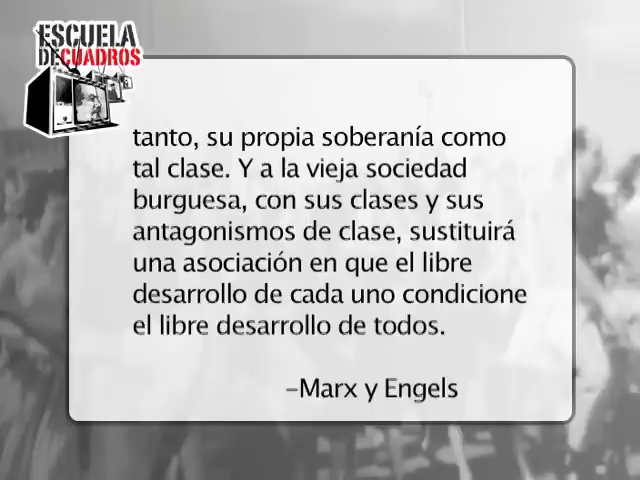 ESCUELA
DECUADROS
tanto, su propia soberanía como
tal clase. Y a la vieja sociedad
burguesa, con sus clases y sus
antagonismos de clase, sustituirá
una asociación en que el libre
desarrollo de cada uno condicione
el libre desarrollo de todos.
–Marx y Engels